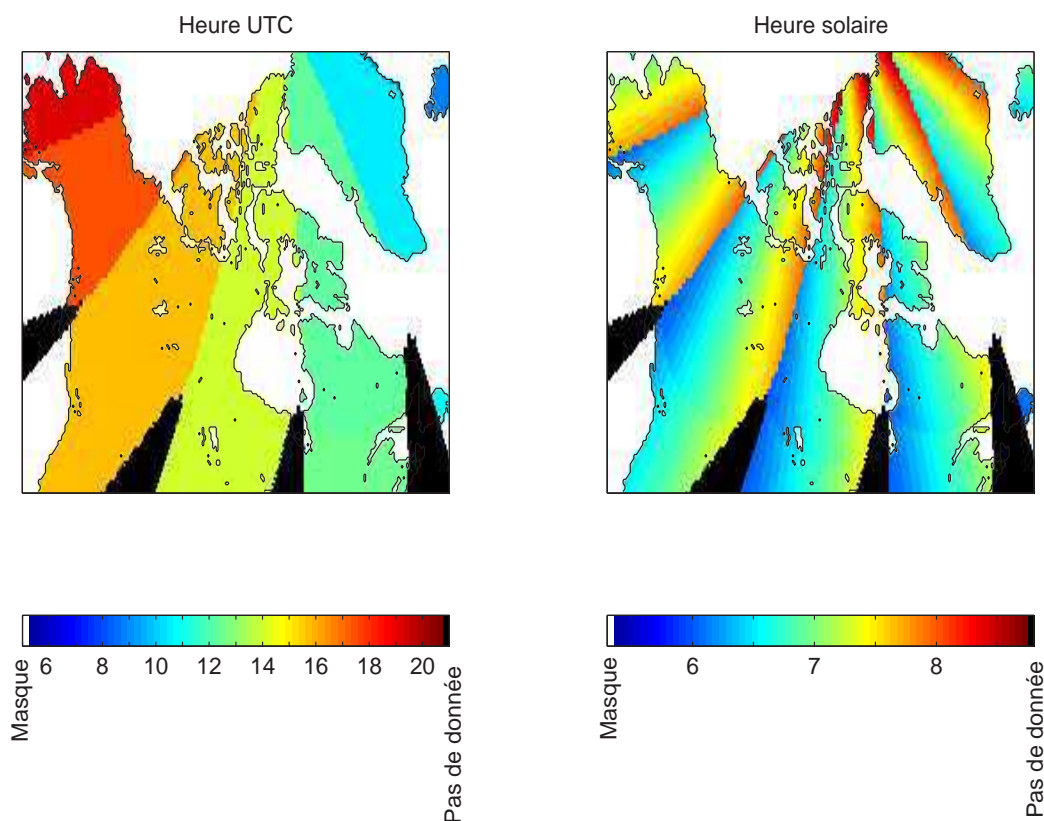 Heure UTC
Heure solaire
6 8 10 12 14 16 18 20
Masque
Pas de donnée
6 7 8
Masque
Pas de donnée